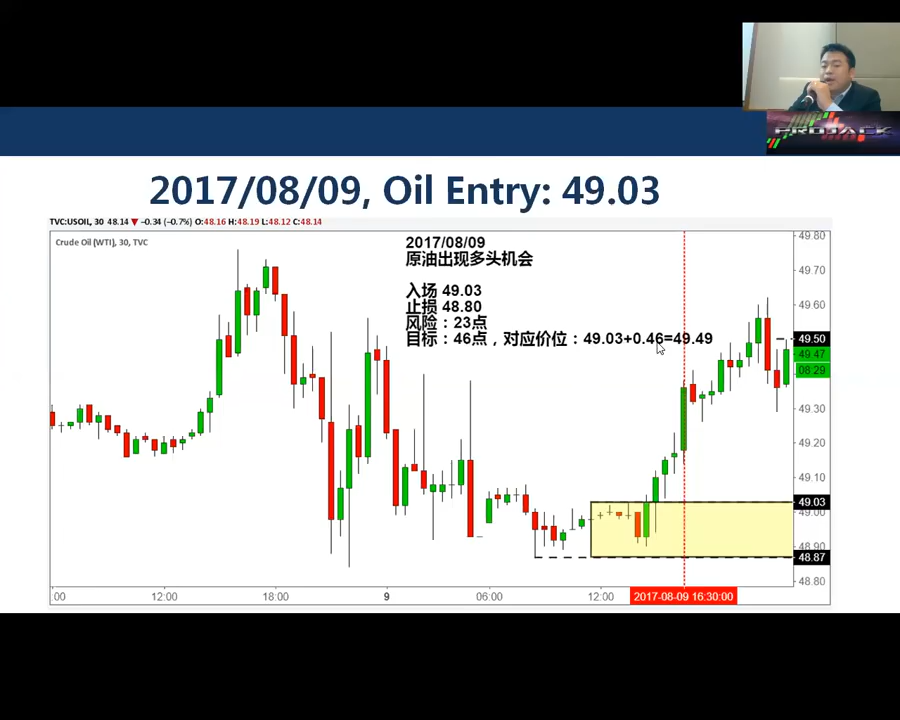 PROJACK
2017/08/09, Oil Entry: 49.03
TVC:USOIL, 30 48.14 ▼ −0.34 (−0.7%) O:48.16 H:48.19 L:48.12 C:48.14
Crude Oil (WTI), 30, TVC
2017/08/09
原油出现多头机会
入场 49.03
止损 48.80
风险：23点
目标：46点，对应价位：49.03+0.46=49.49
49.80
49.70
49.60
49.50
49.47
08:29
49.30
49.20
49.10
49.03
49.00
48.90
48.87
48.80
:00
12:00
18:00
9
06:00
12:00
2017-08-09 16:30:00